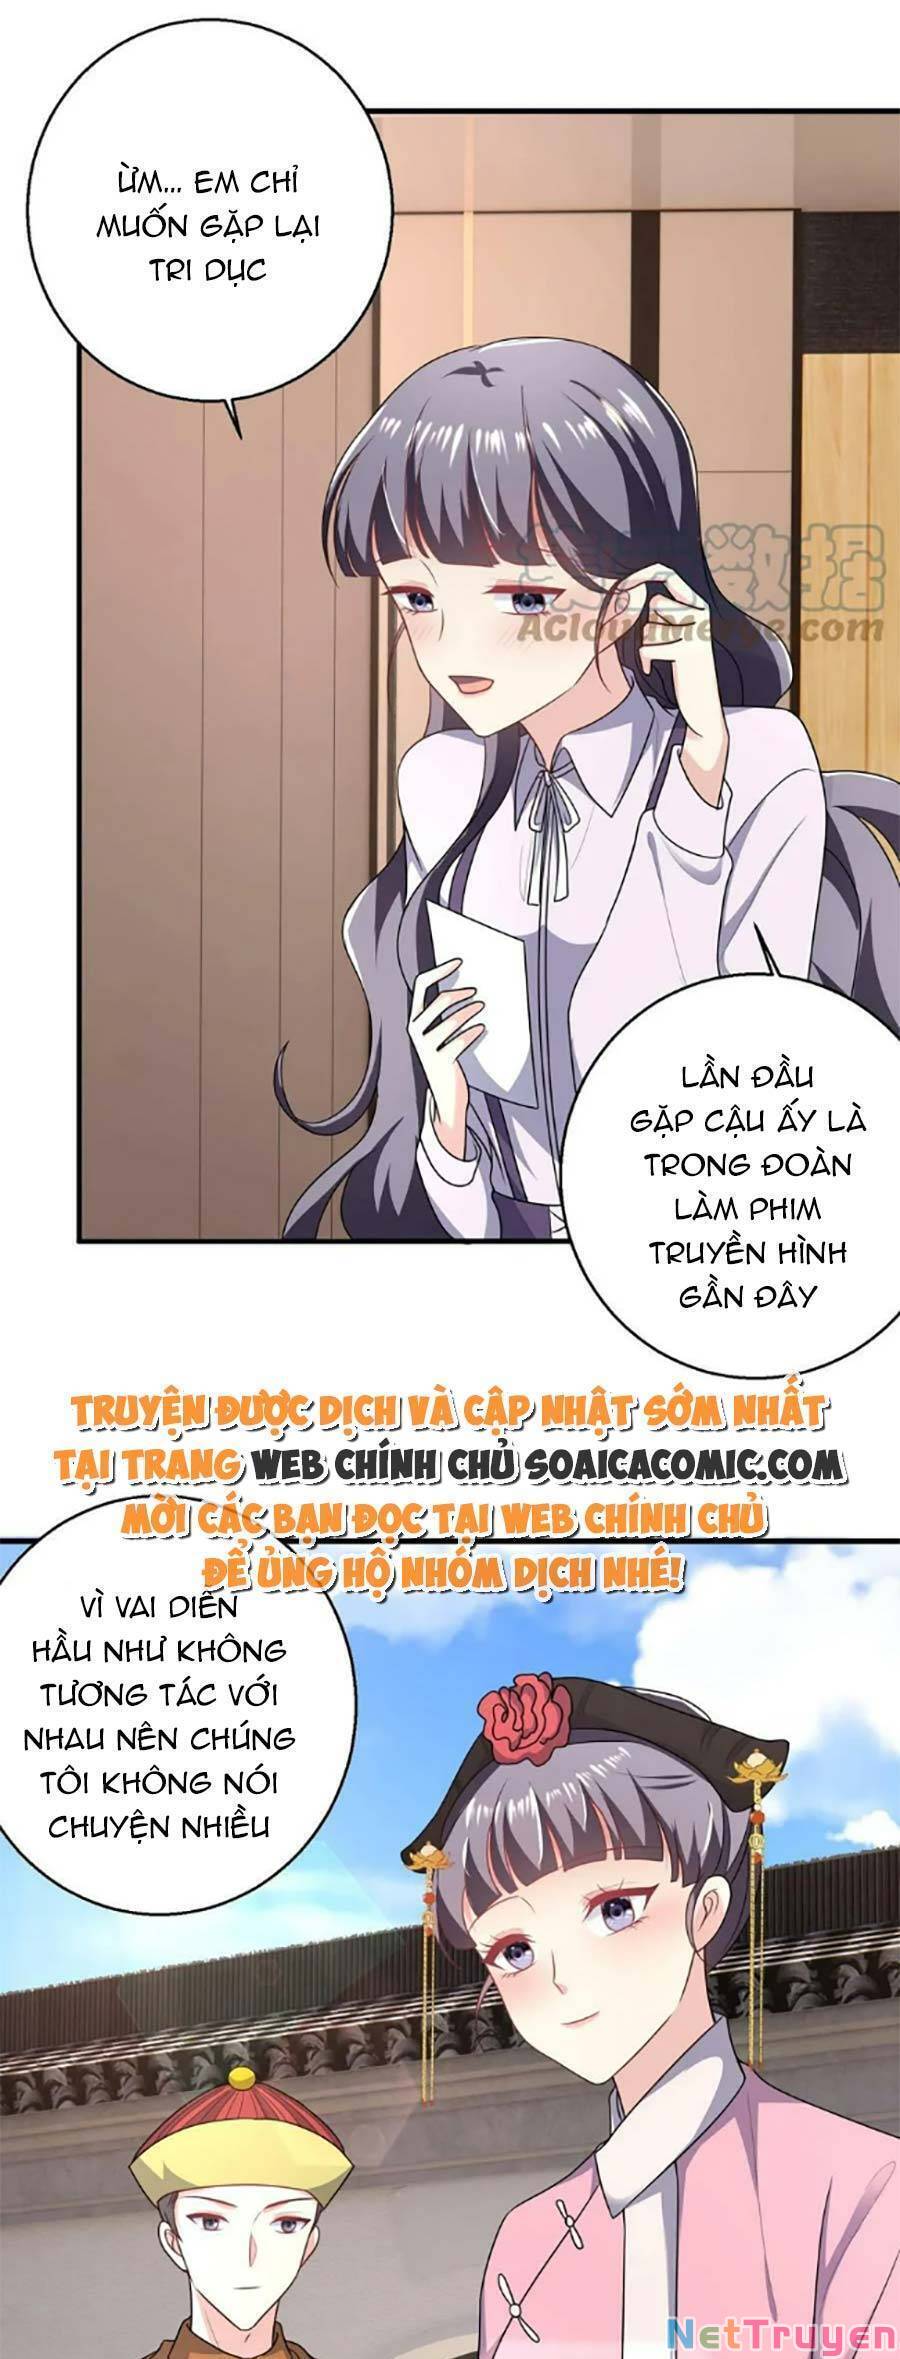 ỪM... EM CHỈ
MUỐN GẶP LẠI
TRI DỤC
AcloudMerge.com
LẦN ĐẦU
GẶP CẬU ẤY LÀ
TRONG ĐOÀN
LÀM PHIM
TRUYỀN HÌNH
GẦN ĐÂY
TRUYỆN ĐƯỢC DỊCH VÀ CẬP NHẬT SỚM NHẤT
TẠI TRANG WEB CHÍNH CHỦ SOAICACOMIC.COM
MỜI CÁC BẠN ĐỌC TẠI WEB CHÍNH CHỦ
ĐỂ ỦNG HỘ NHÓM DỊCH NHÉ!
VÌ VAI DIỄN
HẦU NHƯ KHÔNG
TƯƠNG TÁC VỚI
NHAU NÊN CHÚNG
TÔI KHÔNG NÓI
CHUYỆN NHIỀU
NetTruyen